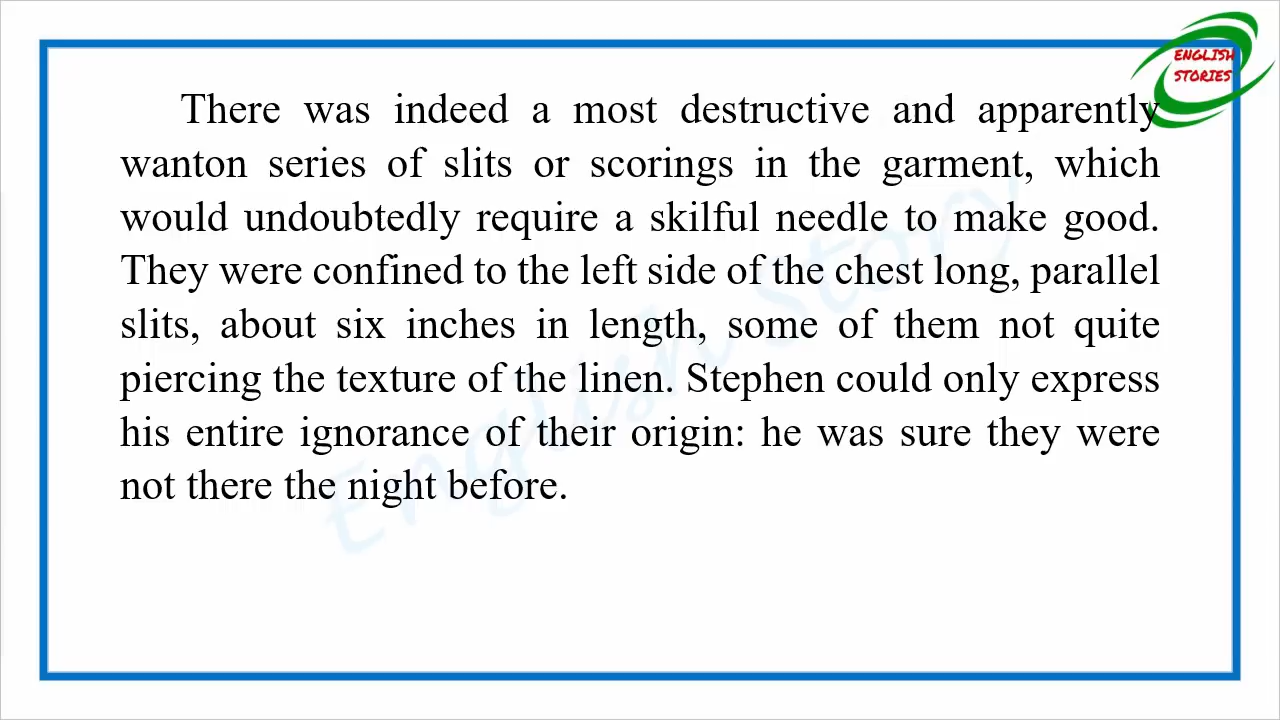 ENGLISH
STORIES
There was indeed a most destructive and apparently
wanton series of slits or scorings in the garment, which
would undoubtedly require a skilful needle to make good.
They were confined to the left side of the chest long, parallel
slits, about six inches in length, some of them not quite
piercing the texture of the linen. Stephen could only express
his entire ignorance of their origin: he was sure they were
not there the night before.
English Story